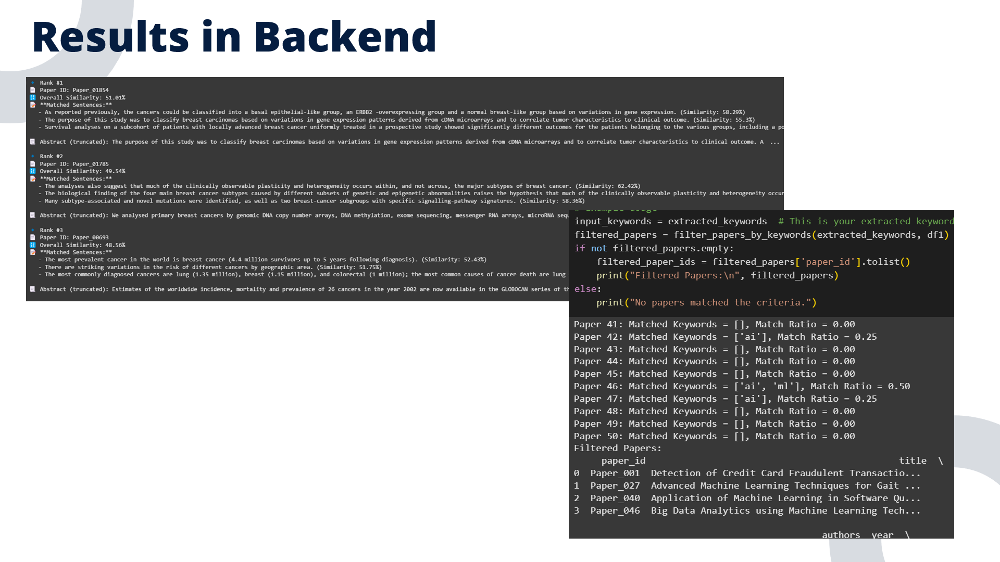 Results in Backend
Rank #1
Paper ID: Paper_01854
Overall Similarity: 51.01%
**Matched Sentences:**
- As reported previously, the cancers could be classified into a basal epithelial-like group, an ERBB2 -overexpressing group and a normal breast-like group based on variations in gene expression. (Similarity: 58.29%)
- The purpose of this study was to classify breast carcinomas based on variations in gene expression patterns derived from cDNA microarrays and to correlate tumor characteristics to clinical outcome. (Similarity: 55.3%)
- Survival analyses on a subcohort of patients with locally advanced breast cancer uniformly treated in a prospective study showed significantly different outcomes for the patients belonging to the various groups, including a po
Abstract (truncated): The purpose of this study was to classify breast carcinomas based on variations in gene expression patterns derived from cDNA microarrays and to correlate tumor characteristics to clinical outcome. A ...
Rank #2
Paper ID: Paper_01785
Overall Similarity: 49.54%
**Matched Sentences:**
- The analyses also suggest that much of the clinically observable plasticity and heterogeneity occurs within, and not across, the major subtypes of breast cancer. (Similarity: 62.42%)
- The biological finding of the four main breast cancer subtypes caused by different subsets of genetic and epigenetic abnormalities raises the hypothesis that much of the clinically observable plasticity and heterogeneity occur
- Many subtype-associated and novel mutations were identified, as well as two breast-cancer subgroups with specific signalling-pathway signatures. (Similarity: 58.36%)
Abstract (truncated): We analysed primary breast cancers by genomic DNA copy number arrays, DNA methylation, exome sequencing, messenger RNA arrays, microRNA sequ
Rank #3
Paper ID: Paper_00693
Overall Similarity: 48.56%
**Matched Sentences:**
- The most prevalent cancer in the world is breast cancer (4.4 million survivors up to 5 years following diagnosis). (Similarity: 52.43%)
- There are striking variations in the risk of different cancers by geographic area. (Similarity: 51.75%)
- The most commonly diagnosed cancers are lung (1.35 million), breast (1.15 million), and colorectal (1 million); the most common causes of cancer death are lung
Abstract (truncated): Estimates of the worldwide incidence, mortality and prevalence of 26 cancers in the year 2002 are now available in the GLOBOCAN series of th
input_keywords = extracted_keywords  # This is your extracted keyword
filtered_papers = filter_papers_by_keywords(extracted_keywords, df1)
if not filtered_papers.empty:
    filtered_paper_ids = filtered_papers['paper_id'].tolist()
    print("Filtered Papers:\n", filtered_papers)
else:
    print("No papers matched the criteria.")
Paper 41: Matched Keywords = [], Match Ratio = 0.00
Paper 42: Matched Keywords = ['ai'], Match Ratio = 0.25
Paper 43: Matched Keywords = [], Match Ratio = 0.00
Paper 44: Matched Keywords = [], Match Ratio = 0.00
Paper 45: Matched Keywords = [], Match Ratio = 0.00
Paper 46: Matched Keywords = ['ai', 'ml'], Match Ratio = 0.50
Paper 47: Matched Keywords = ['ai'], Match Ratio = 0.25
Paper 48: Matched Keywords = [], Match Ratio = 0.00
Paper 49: Matched Keywords = [], Match Ratio = 0.00
Paper 50: Matched Keywords = [], Match Ratio = 0.00
Filtered Papers:
paper_id title \
0 Paper_001 Detection of Credit Card Fraudulent Transactio...
1 Paper_027 Advanced Machine Learning Techniques for Gait ...
2 Paper_040 Application of Machine Learning in Software Qu...
3 Paper_046 Big Data Analytics using Machine Learning Tech...
authors year \